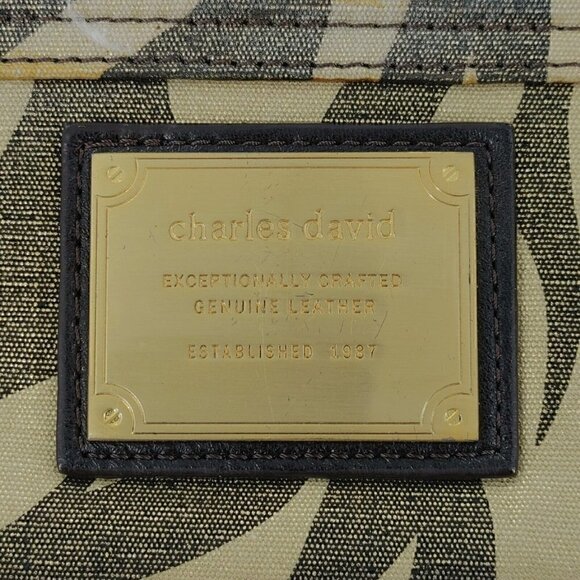 charles david
EXCEPTIONALLY CRAFTED
GENUINE LEATHER
ESTABLISHED 1987